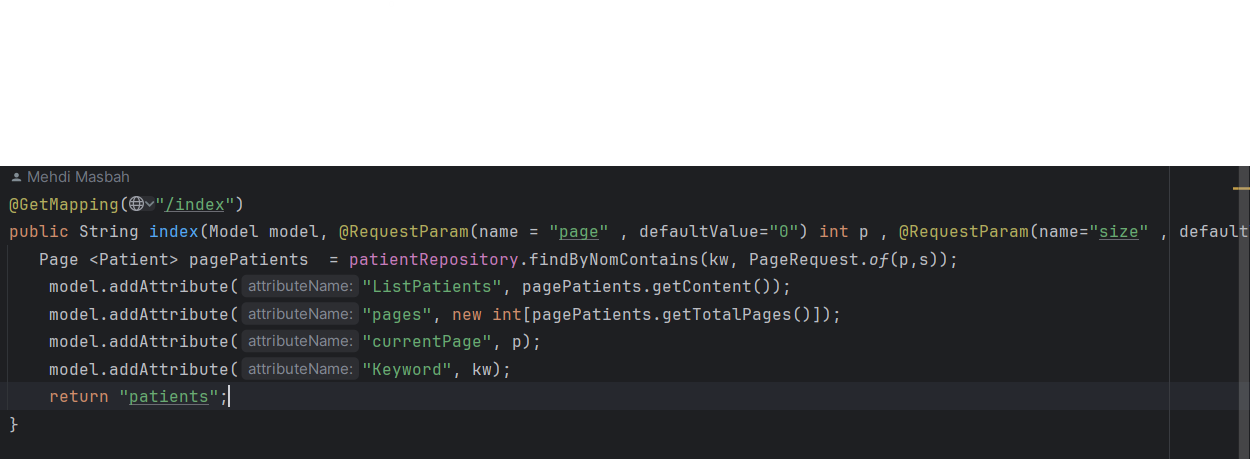 Mehdi Masbah
@GetMapping("/index")
public String index(Model model, @RequestParam(name = "page" , defaultValue="0") int p , @RequestParam(name="size" , default
Page <Patient> pagePatients  = patientRepository.findByNomContains(kw, PageRequest.of(p,s));
model.addAttribute( attributeName: "ListPatients", pagePatients.getContent());
model.addAttribute( attributeName: "pages", new int[pagePatients.getTotalPages()]);
model.addAttribute( attributeName: "currentPage", p);
model.addAttribute( attributeName: "Keyword", kw);
return "patients";
}